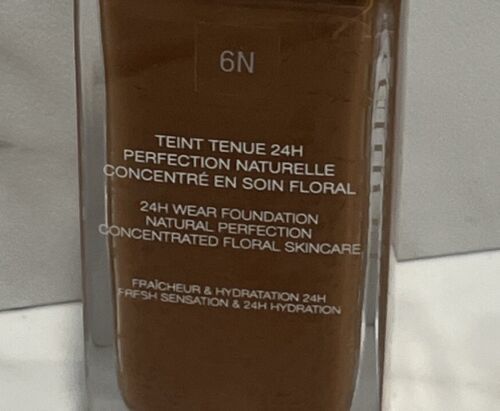 6N
TEINT TENUE 24H
PERFECTION NATURELLE
CONCENTRÉ EN SOIN FLORAL
24H WEAR FOUNDATION
NATURAL PERFECTION
CONCENTRATED FLORAL SKINCARE
FRAÎCHEUR & HYDRATATION 24H
FRESH SENSATION & 24H HYDRATION